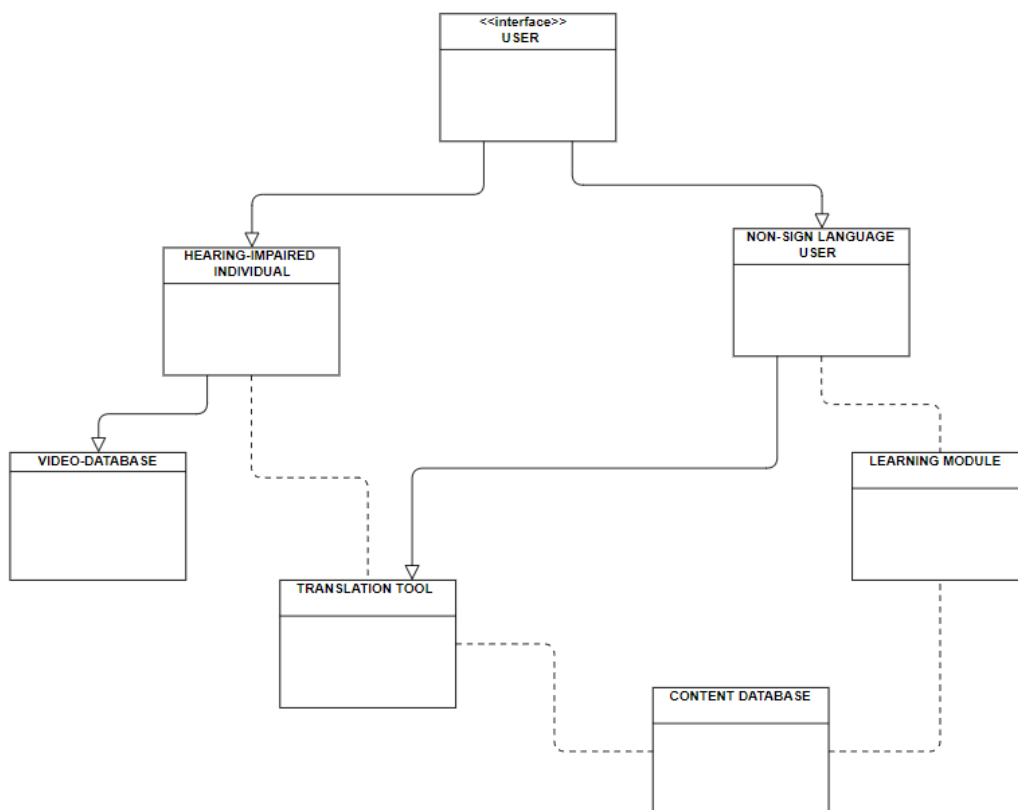 <<interface>>
USER
HEARING-IMPAIRED
INDIVIDUAL
NON-SIGN LANGUAGE
USER
VIDEO-DATABASE
LEARNING MODULE
TRANSLATION TOOL
CONTENT DATABASE